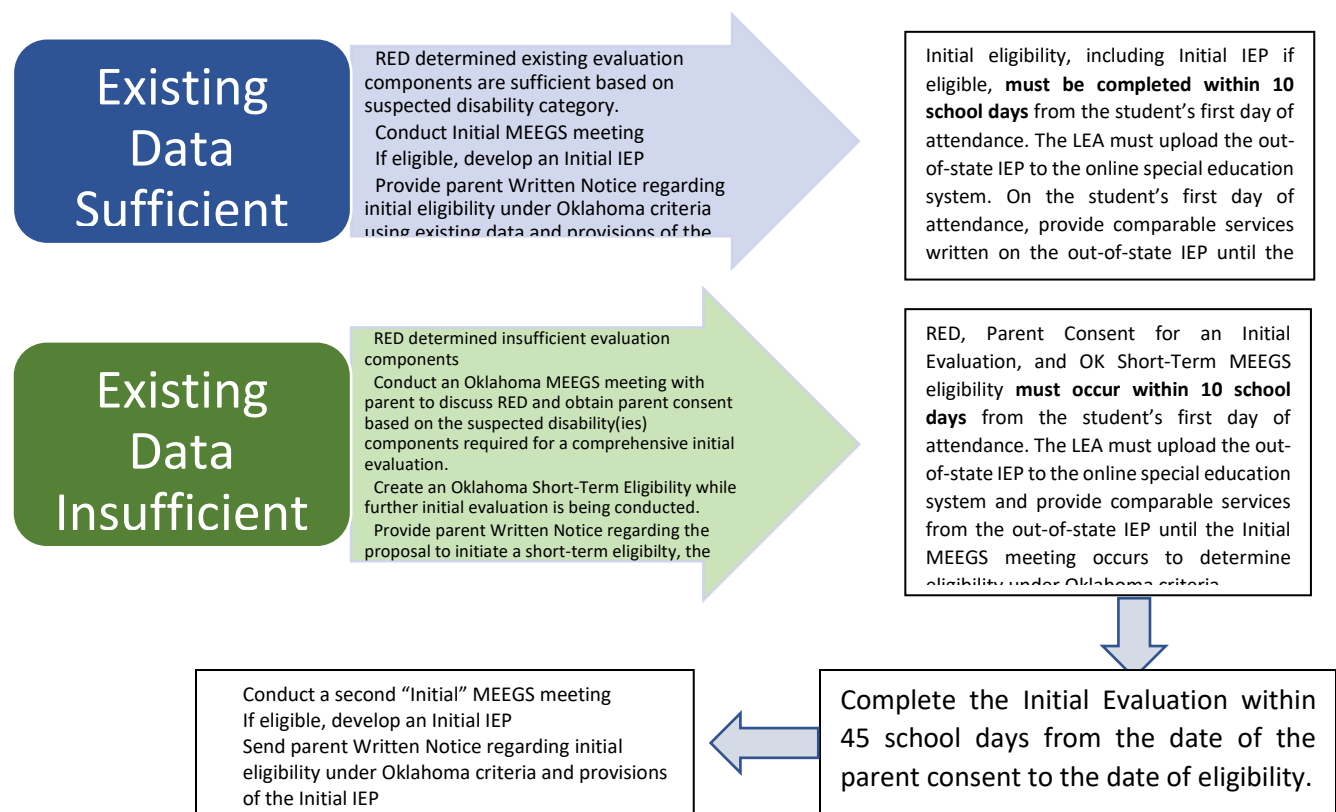 Existing
Data
Sufficient
RED determined existing evaluation
components are sufficient based on
suspected disability category.
Conduct Initial MEEGS meeting
If eligible, develop an Initial IEP
Provide parent Written Notice regarding
initial eligibility under Oklahoma criteria
using existing data and provisions of the
Initial eligibility, including Initial IEP if
eligible, must be completed within 10
school days from the student’s first day of
attendance. The LEA must upload the out-
of-state IEP to the online special education
system. On the student’s first day of
attendance, provide comparable services
written on the out-of-state IEP until the
Existing
Data
Insufficient
RED determined insufficient evaluation
components
Conduct an Oklahoma MEEGS meeting with
parent to discuss RED and obtain parent consent
based on the suspected disability(ies)
components required for a comprehensive initial
evaluation.
Create an Oklahoma Short-Term Eligibility while
further initial evaluation is being conducted.
Provide parent Written Notice regarding the
proposal to initiate a short-term eligibilty, the
RED, Parent Consent for an Initial
Evaluation, and OK Short-Term MEEGS
eligibility must occur within 10 school
days from the student’s first day of
attendance. The LEA must upload the out-
of-state IEP to the online special education
system and provide comparable services
from the out-of-state IEP until the Initial
MEEGS meeting occurs to determine
eligibility under Oklahoma criteria
Conduct a second “Initial” MEEGS meeting
If eligible, develop an Initial IEP
Send parent Written Notice regarding initial
eligibility under Oklahoma criteria and provisions
of the Initial IEP
Complete the Initial Evaluation within
45 school days from the date of the
parent consent to the date of eligibility.